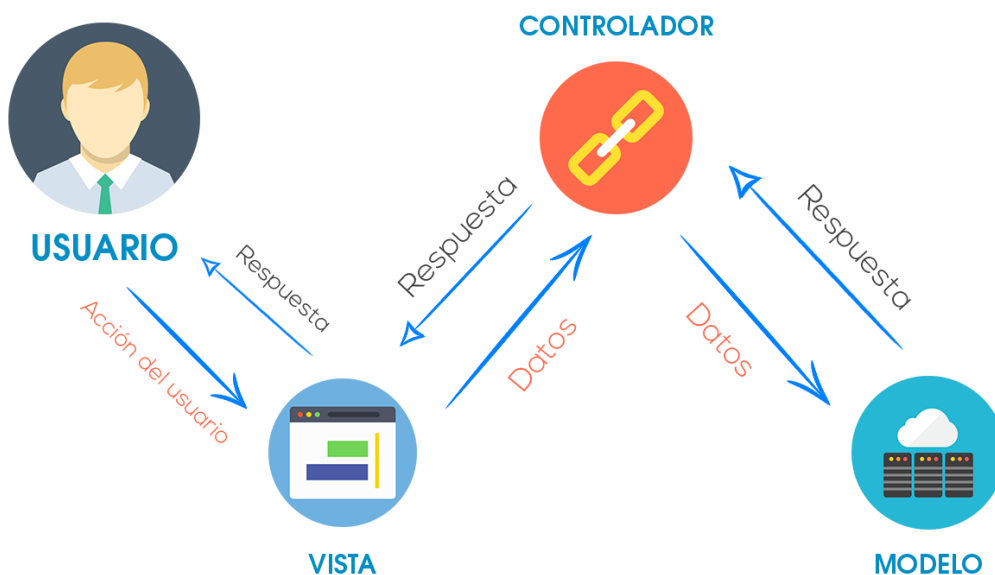 CONTROLADOR
USUARIO
Respuesta
Acción del usuario
Respuesta
Datos
Datos
Respuesta
VISTA
MODELO